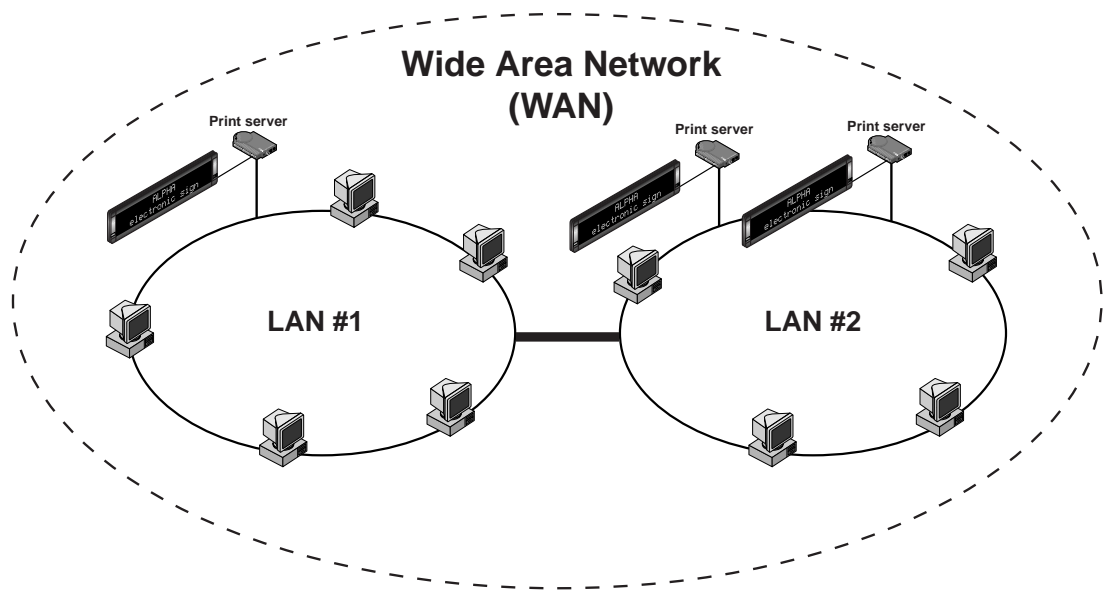 Wide Area Network
(WAN)
Print server
ALPHA
electronic sign
Print server
ALPHA
electronic sign
Print server
ALPHA
electronic sign
LAN #1
LAN #2